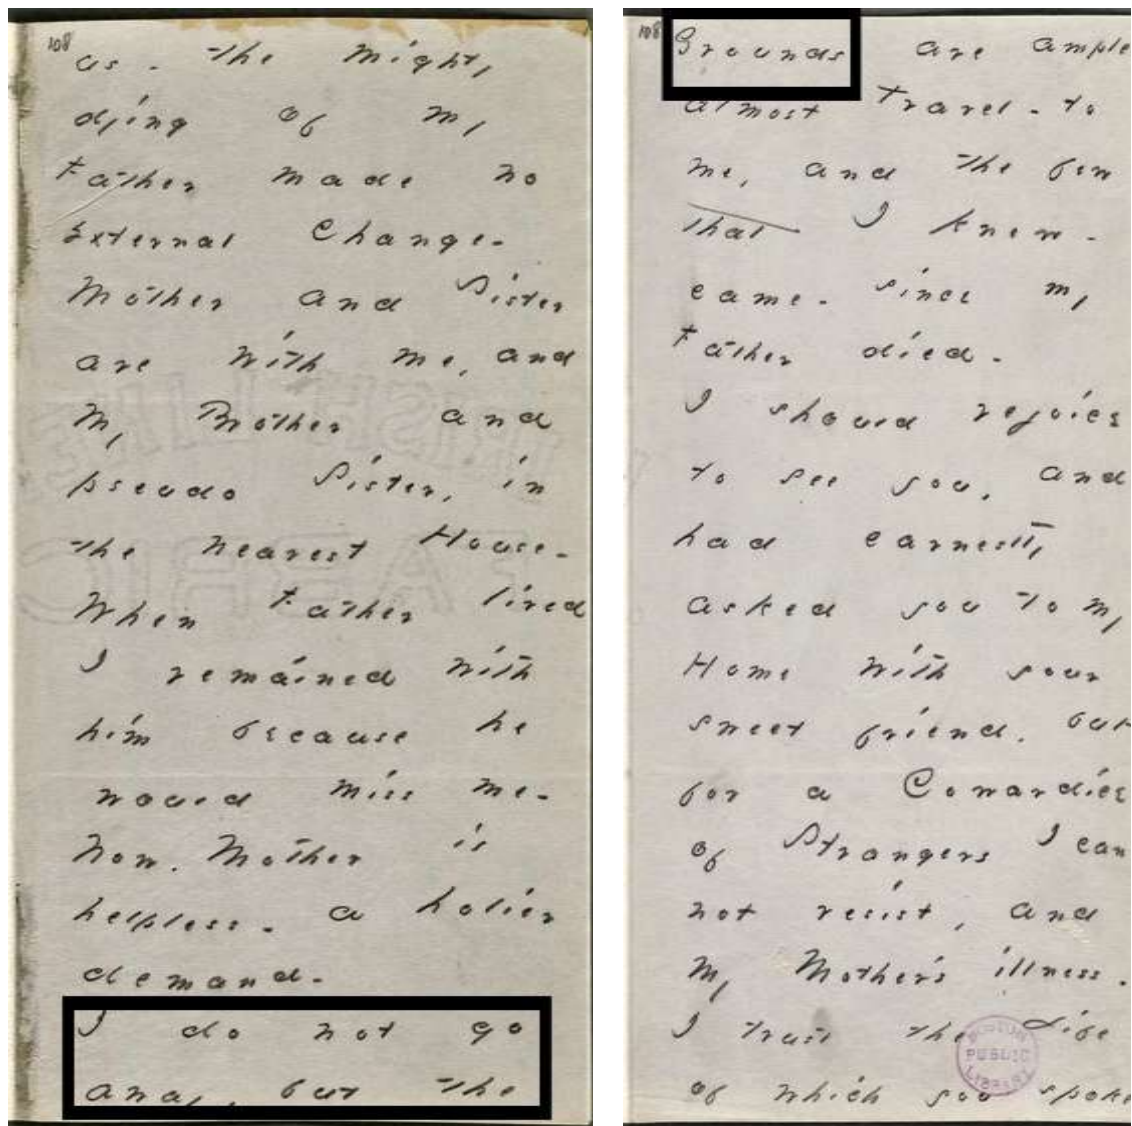 108
us - the mighty
dying of my
Father made no
External Change -
Mother and Sister
are with me, and
My Brother and
pseudo Sister, in
the nearest House -
When Father lived
I remained with
him because he
would miss me -
Now, Mother is
helpless - a holier
demand -
I do not go
away, but the
108
Grounds are ample
almost travel - to
me, and the few
that I knew -
came - since my
Father died -
I should rejoice
to see you, and
had earnestly
asked you to my
Home with your
sweet friend, but
for a Cowardice
of Strangers I can
not resist, and
My Mother's illness.
I trust the Life
of which you spoke
BOSTON
PUBLIC
LIBRARY